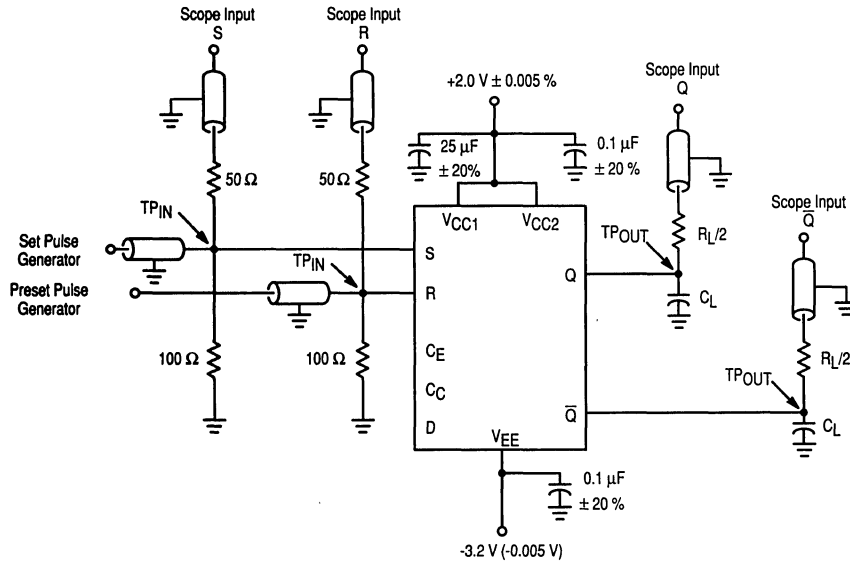 Scope Input
S
Scope Input
R
+2.0 V ± 0.005 %
Scope Input
Q
25 µF
± 20%
0.1 µF
± 20 %
50 Ω
50 Ω
Scope Input
Q̅
TPIN
VCC1
VCC2
TPOUT
RL/2
Set Pulse
Generator
S
TPIN
Q
Preset Pulse
Generator
R
CL
RL/2
100 Ω
100 Ω
CE
TPOUT
CC
Q̅
D
CL
VEE
0.1 µF
± 20 %
-3.2 V (-0.005 V)